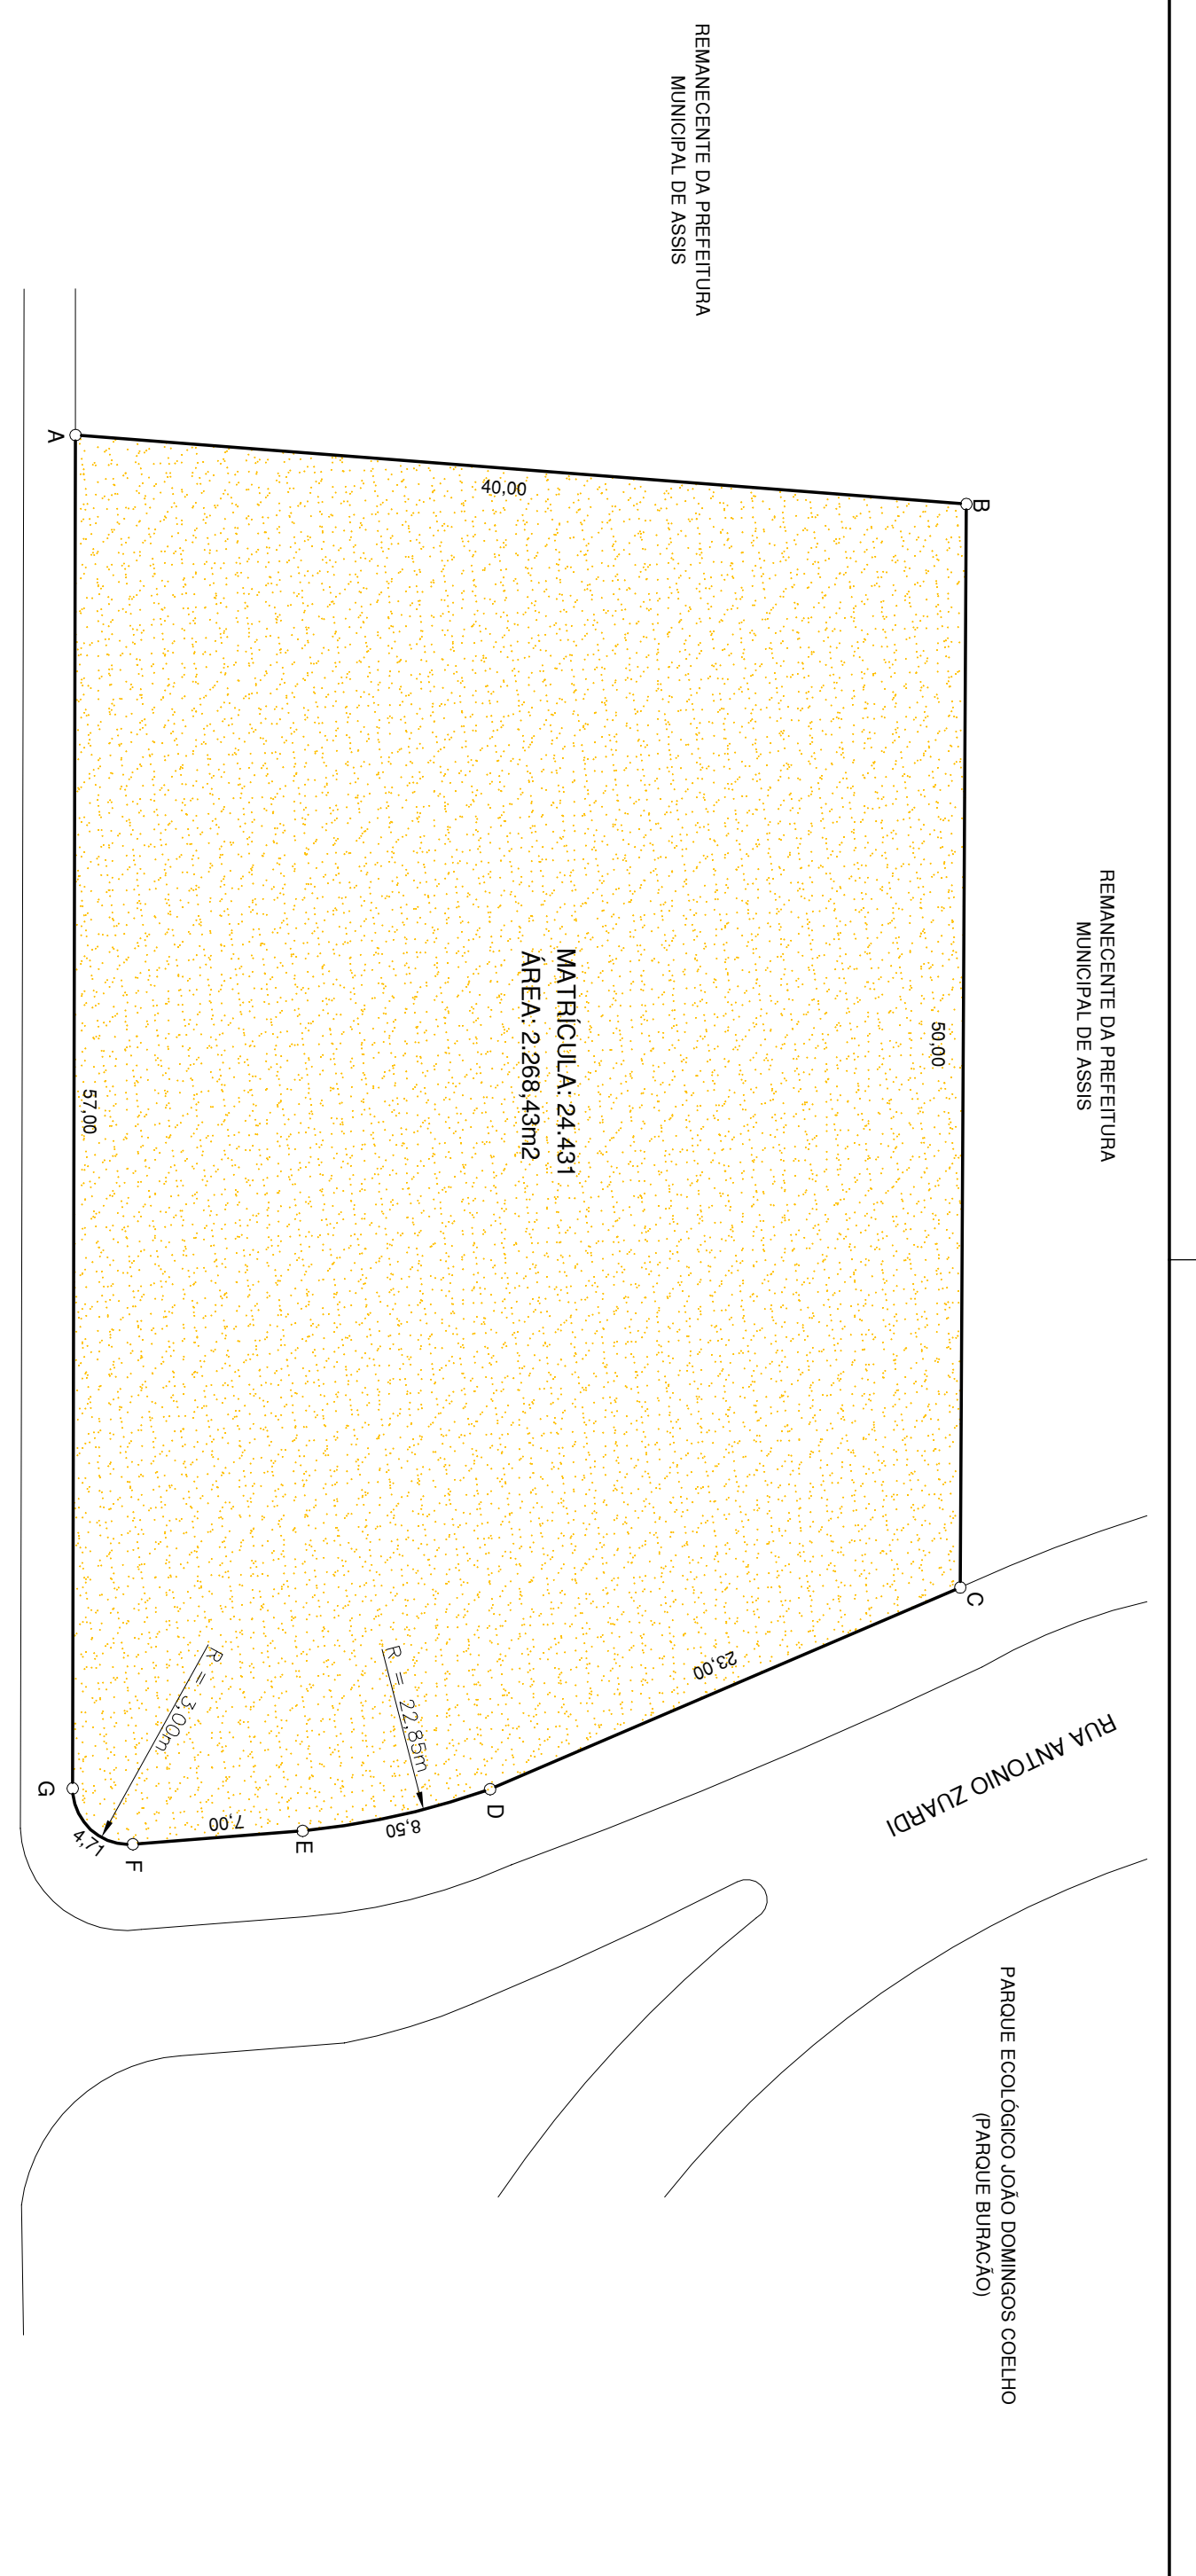 REMANECENTE DA PREFEITURA
MUNICIPAL DE ASSIS
A
B
40,00
REMANECENTE DA PREFEITURA
MUNICIPAL DE ASSIS
50,00
MATRÍCULA: 24.431
ÁREA: 2.268,43m2
57,00
C
23,00
R = 22,85m
R = 3,00m
RUA ANTONIO ZUARDI
D
8,50
E
7,00
F
4,71
G
PARQUE ECOLÓGICO JOÃO DOMINGOS COELHO
(PARQUE BURACÃO)